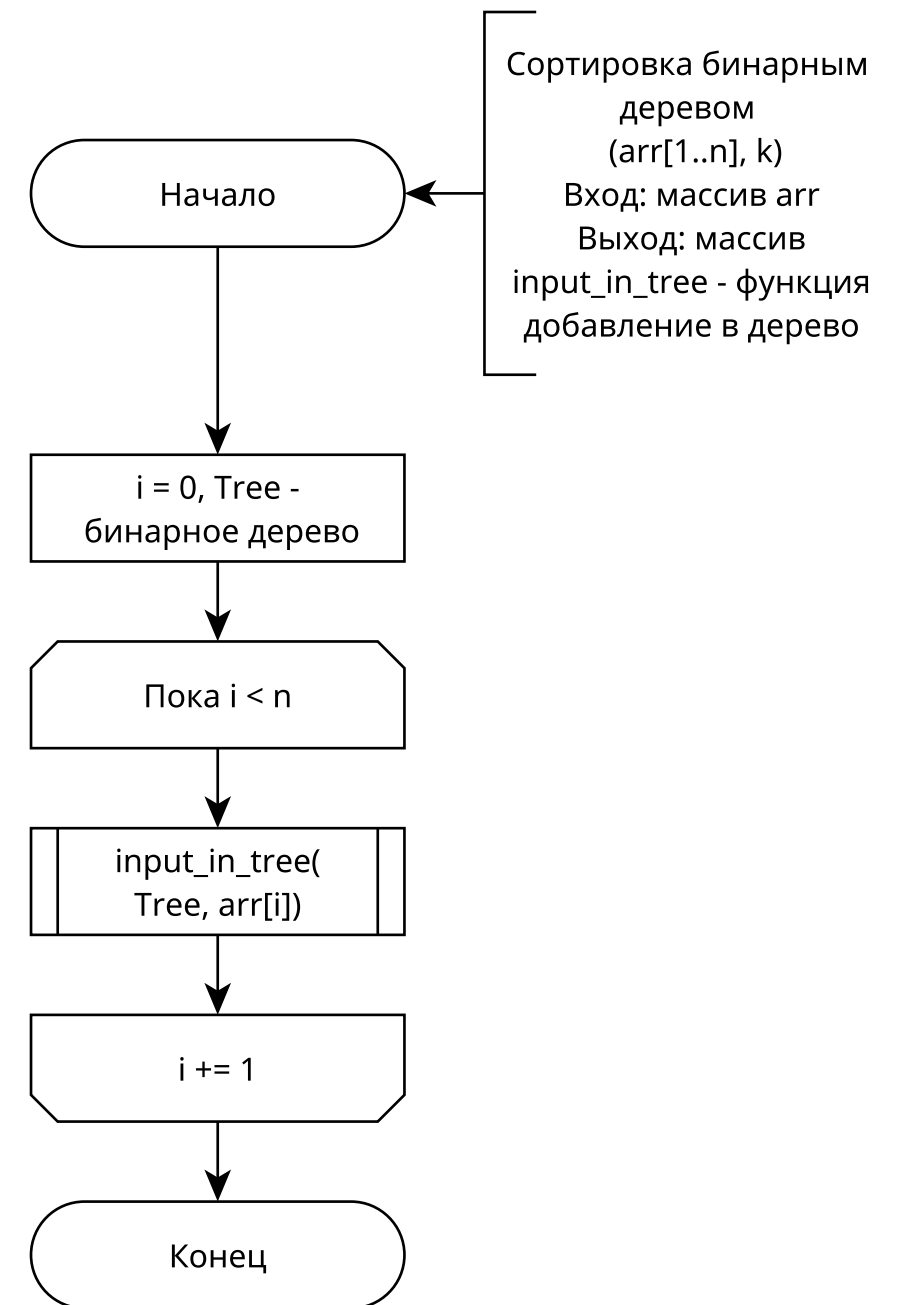 Сортировка бинарным
деревом
(arr[1..n], k)
Вход: массив arr
Выход: массив
input_in_tree - функция
добавление в дерево
Начало
i = 0, Tree -
бинарное дерево
Пока i < n
input_in_tree(
Tree, arr[i])
i += 1
Конец